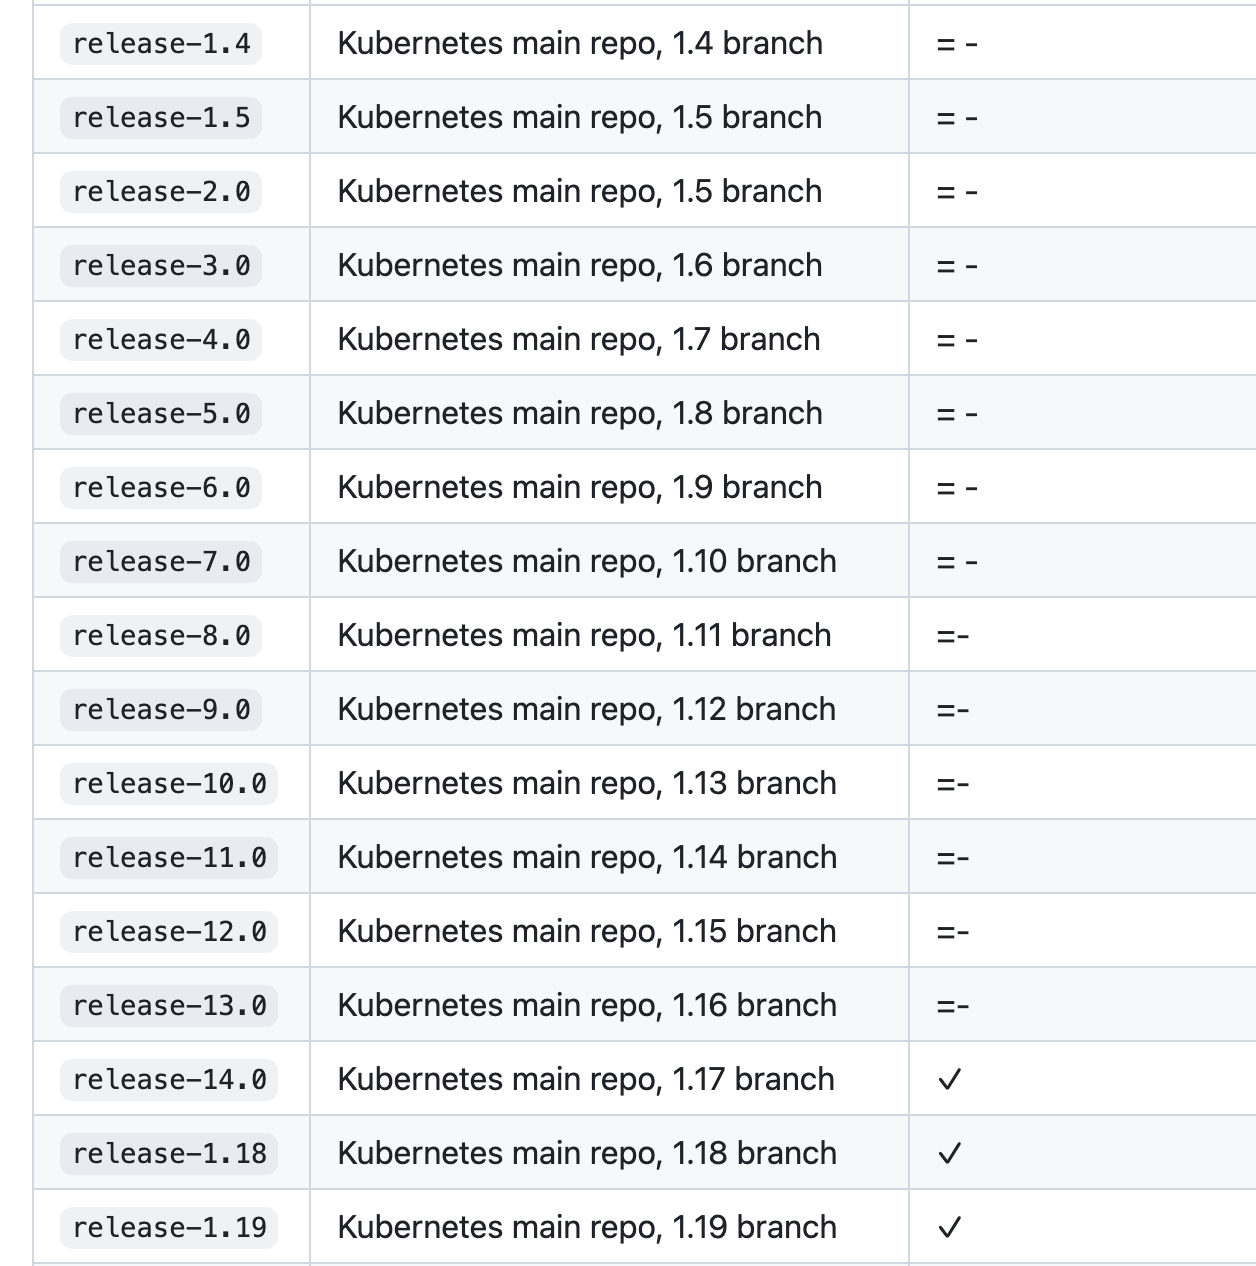 release-1.4 Kubernetes main repo, 1.4 branch = -
release-1.5 Kubernetes main repo, 1.5 branch = -
release-2.0 Kubernetes main repo, 1.5 branch = -
release-3.0 Kubernetes main repo, 1.6 branch = -
release-4.0 Kubernetes main repo, 1.7 branch = -
release-5.0 Kubernetes main repo, 1.8 branch = -
release-6.0 Kubernetes main repo, 1.9 branch = -
release-7.0 Kubernetes main repo, 1.10 branch = -
release-8.0 Kubernetes main repo, 1.11 branch =-
release-9.0 Kubernetes main repo, 1.12 branch =-
release-10.0 Kubernetes main repo, 1.13 branch =-
release-11.0 Kubernetes main repo, 1.14 branch =-
release-12.0 Kubernetes main repo, 1.15 branch =-
release-13.0 Kubernetes main repo, 1.16 branch =-
release-14.0 Kubernetes main repo, 1.17 branch ✓
release-1.18 Kubernetes main repo, 1.18 branch ✓
release-1.19 Kubernetes main repo, 1.19 branch ✓